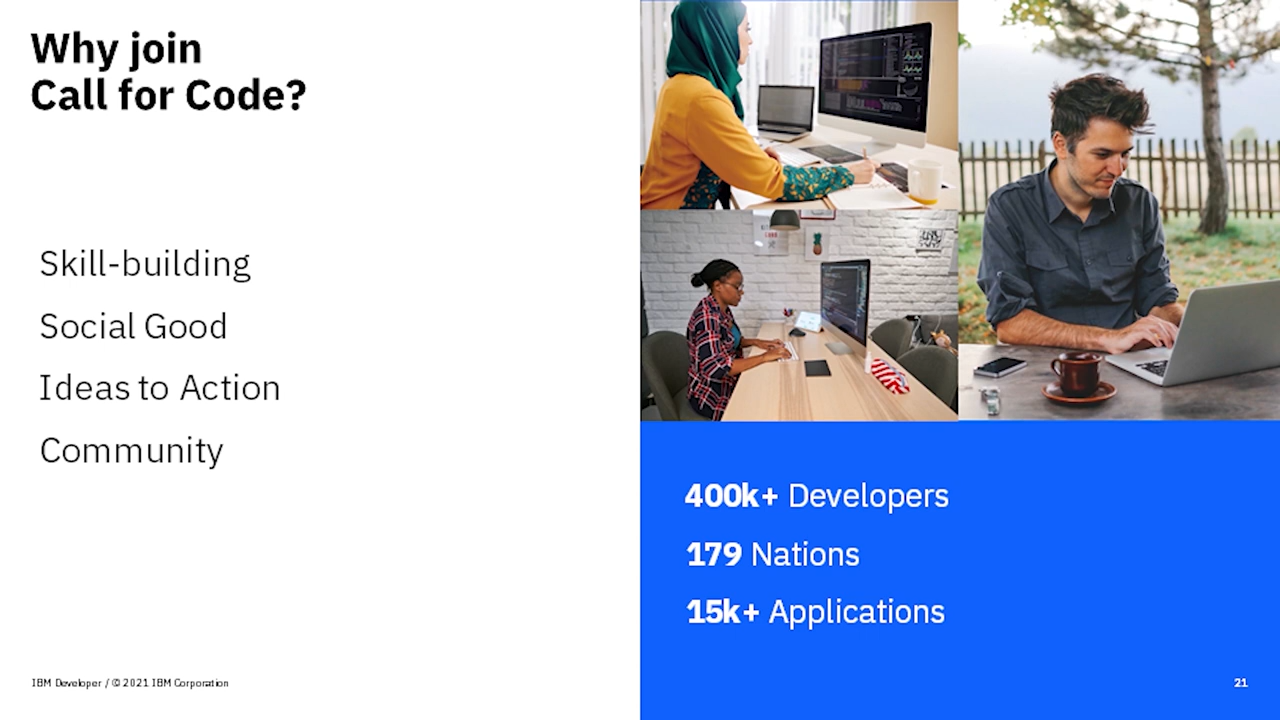 Why join
Call for Code?
Skill-building
Social Good
Ideas to Action
Community
400k+ Developers
179 Nations
15k+ Applications
IBM Developer / © 2021 IBM Corporation
21